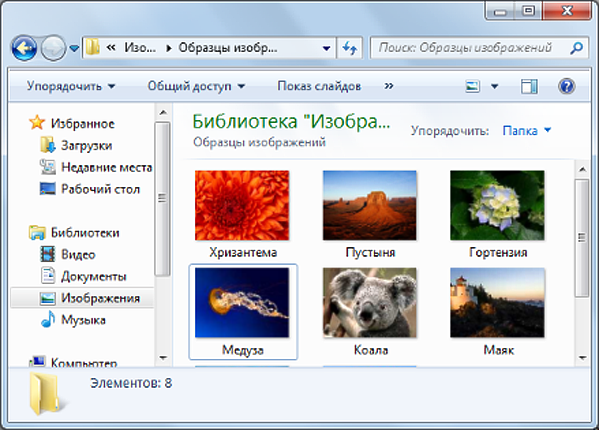 « Изо... Образцы изобр... Поиск: Образцы изображений
Упорядочить Общий доступ Показ слайдов »
Избранное
Загрузки
Недавние места
Рабочий стол
Библиотеки
Видео
Документы
Изображения
Музыка
Компьютер
Библиотека "Изобра...
Образцы изображений
Упорядочить: Папка
Хризантема Пустыня Гортензия
Медуза Коала Маяк
Элементов: 8